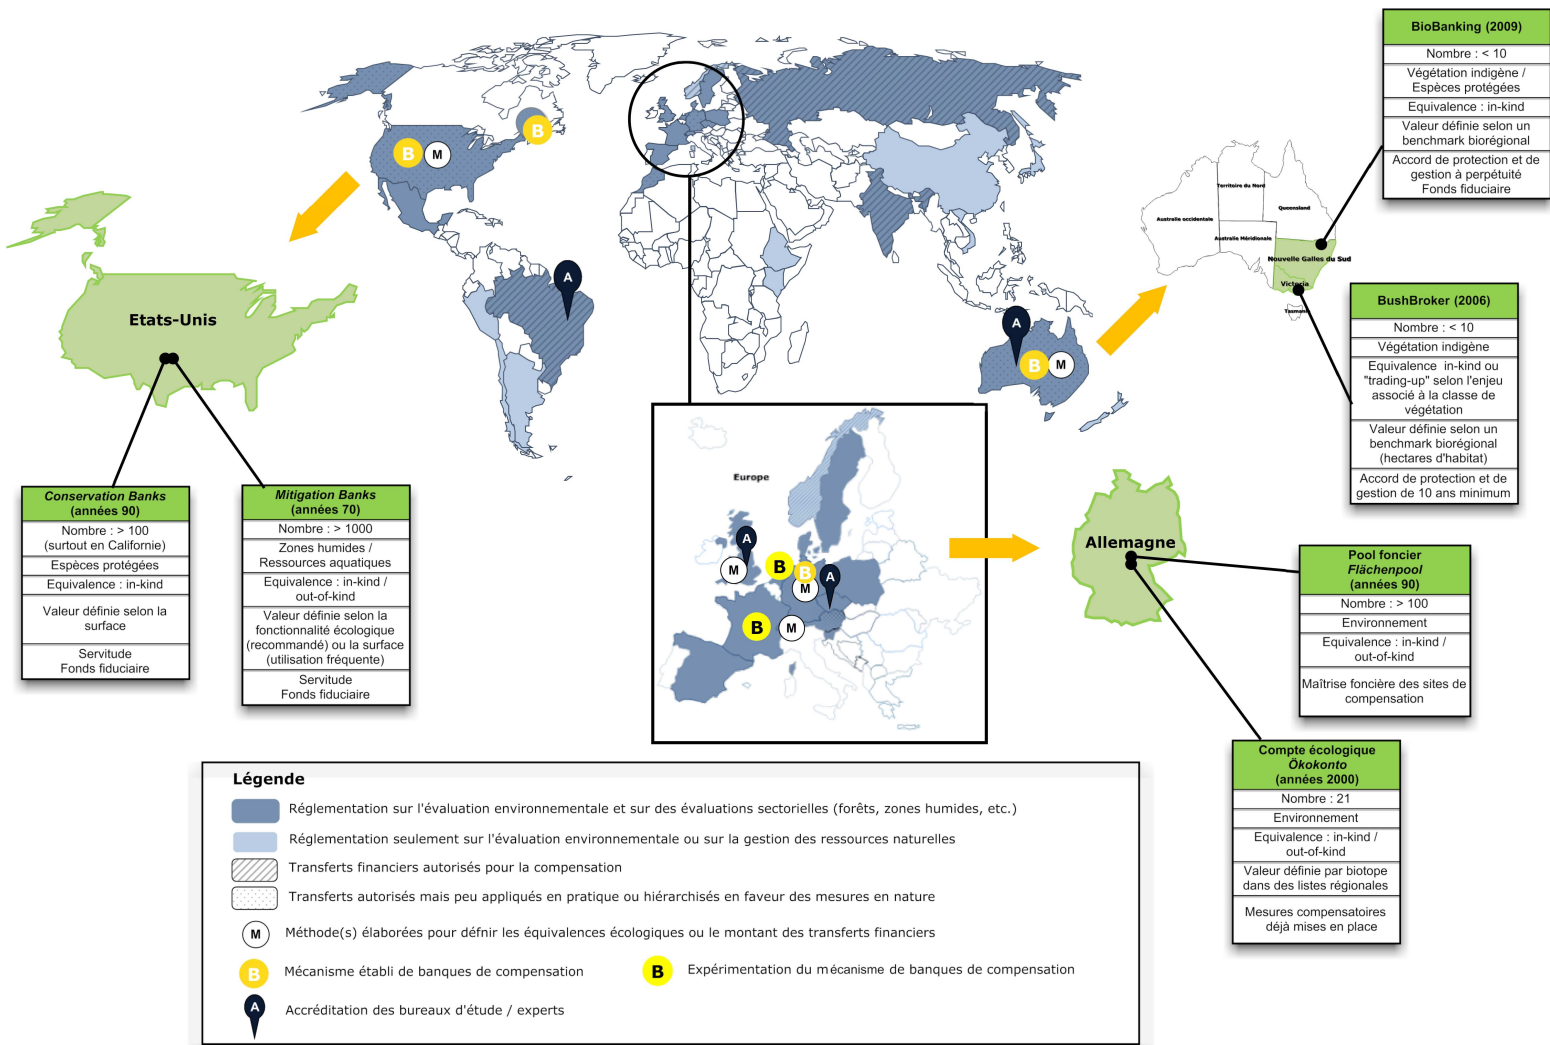 BioBanking (2009)
Nombre : < 10
Végétation indigène /
Espèces protégées
Equivalence : in-kind
Valeur définie selon un
benchmark biorégional
Accord de protection et de
gestion à perpétuité
Fonds fiduciaire
B
B
M
A
A
B
M
Territoire du Nord
Queensland
Australie occidentale
Australie Méridionale
Nouvelle Galles du Sud
Victoria
Tasmanie
BushBroker (2006)
Nombre : < 10
Végétation indigène
Equivalence in-kind ou
"trading-up" selon l'enjeu
associé à la classe de
végétation
Valeur définie selon un
benchmark biorégional
(hectares d'habitat)
Accord de protection et de
gestion de 10 ans minimum
Etats-Unis
Conservation Banks
(années 90)
Nombre : > 100
(surtout en Californie)
Espèces protégées
Equivalence : in-kind
Valeur définie selon la
surface
Servitude
Fonds fiduciaire
Mitigation Banks
(années 70)
Nombre : > 1000
Zones humides /
Ressources aquatiques
Equivalence : in-kind /
out-of-kind
Valeur définie selon la
fonctionnalité écologique
(recommandé) ou la surface
(utilisation fréquente)
Servitude
Fonds fiduciaire
Europe
A
M
B
B
M
A
B
M
Allemagne
Pool foncier
Flächenpool
(années 90)
Nombre : > 100
Environnement
Equivalence : in-kind /
out-of-kind
Maîtrise foncière des sites de
compensation
Compte écologique
Ökokonto
(années 2000)
Nombre : 21
Environnement
Equivalence : in-kind /
out-of-kind
Valeur définie par biotope
dans des listes régionales
Mesures compensatoires
déjà mises en place
Légende
Réglementation sur l'évaluation environnementale et sur des évaluations sectorielles (forêts, zones humides, etc.)
Réglementation seulement sur l'évaluation environnementale ou sur la gestion des ressources naturelles
Transferts financiers autorisés pour la compensation
Transferts autorisés mais peu appliqués en pratique ou hiérarchisés en faveur des mesures en nature
M Méthode(s) élaborées pour défnir les équivalences écologiques ou le montant des transferts financiers
B Mécanisme établi de banques de compensation
B Expérimentation du mécanisme de banques de compensation
A Accréditation des bureaux d'étude / experts